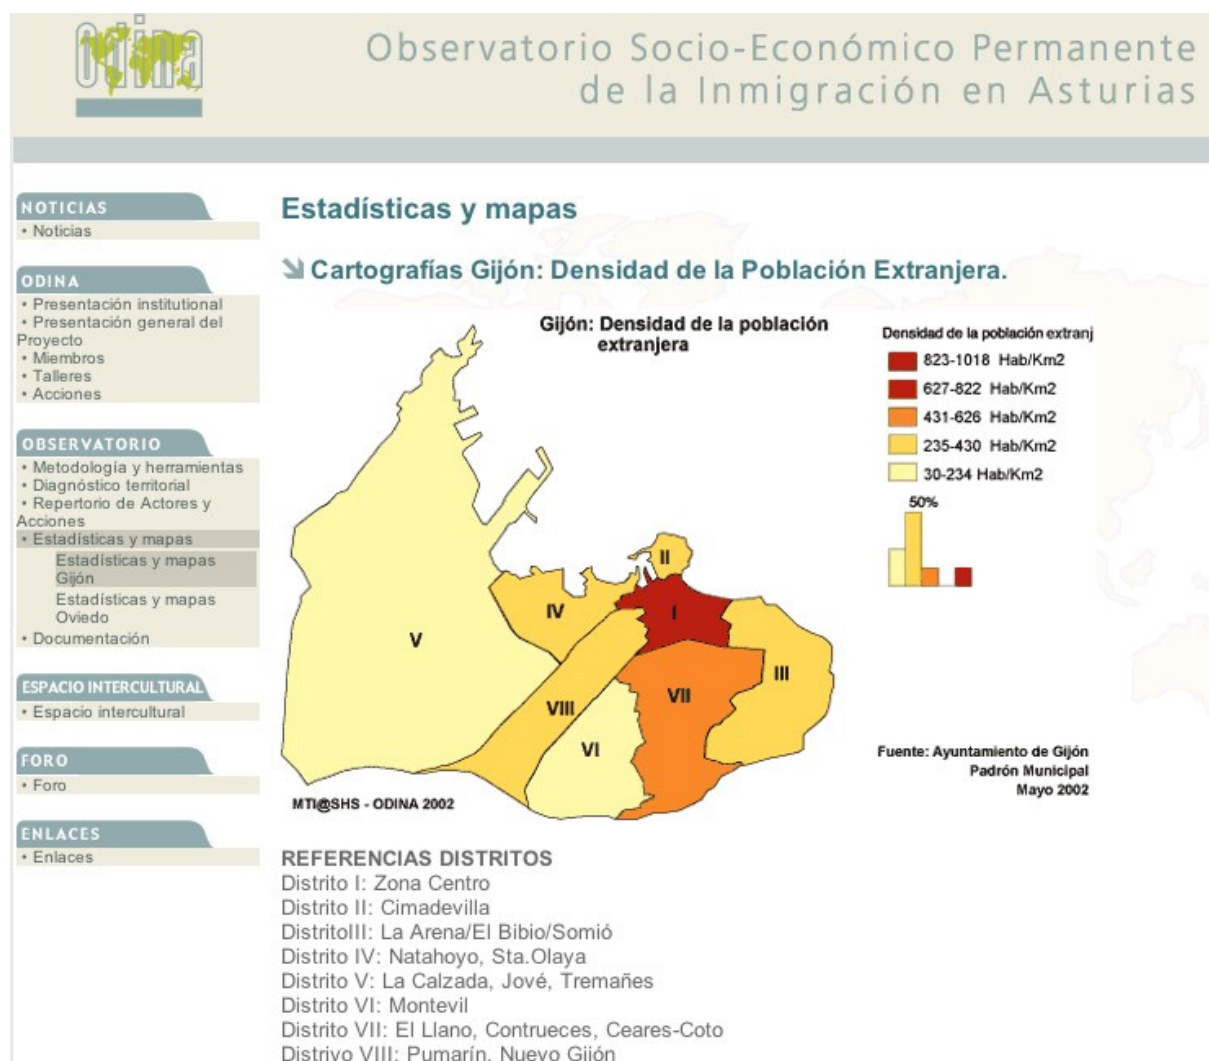 odina
Observatorio Socio-Económico Permanente
de la Inmigración en Asturias
NOTICIAS
• Noticias
ODINA
• Presentación institutional
• Presentación general del
Proyecto
• Miembros
• Talleres
• Acciones
OBSERVATORIO
• Metodología y herramientas
• Diagnóstico territorial
• Repertorio de Actores y
Acciones
• Estadísticas y mapas
Estadísticas y mapas
Gijón
Estadísticas y mapas
Oviedo
• Documentación
ESPACIO INTERCULTURAL
• Espacio intercultural
FORO
• Foro
ENLACES
• Enlaces
Estadísticas y mapas
Cartografías Gijón: Densidad de la Población Extranjera.
Gijón: Densidad de la población
extranjera
Densidad de la población extranj
823-1018 Hab/Km2
627-822 Hab/Km2
431-626 Hab/Km2
235-430 Hab/Km2
30-234 Hab/Km2
50%
II
IV
I
V
III
VII
VIII
VI
Fuente: Ayuntamiento de Gijón
Padrón Municipal
Mayo 2002
MTI@SHS - ODINA 2002
REFERENCIAS DISTRITOS
Distrito I: Zona Centro
Distrito II: Cimadevilla
DistritoIII: La Arena/El Bibio/Somió
Distrito IV: Natahoyo, Sta.Olaya
Distrito V: La Calzada, Jové, Tremañes
Distrito VI: Montevil
Distrito VII: El Llano, Contrueces, Ceares-Coto
Distrivo VIII: Pumarín, Nuevo Gijón